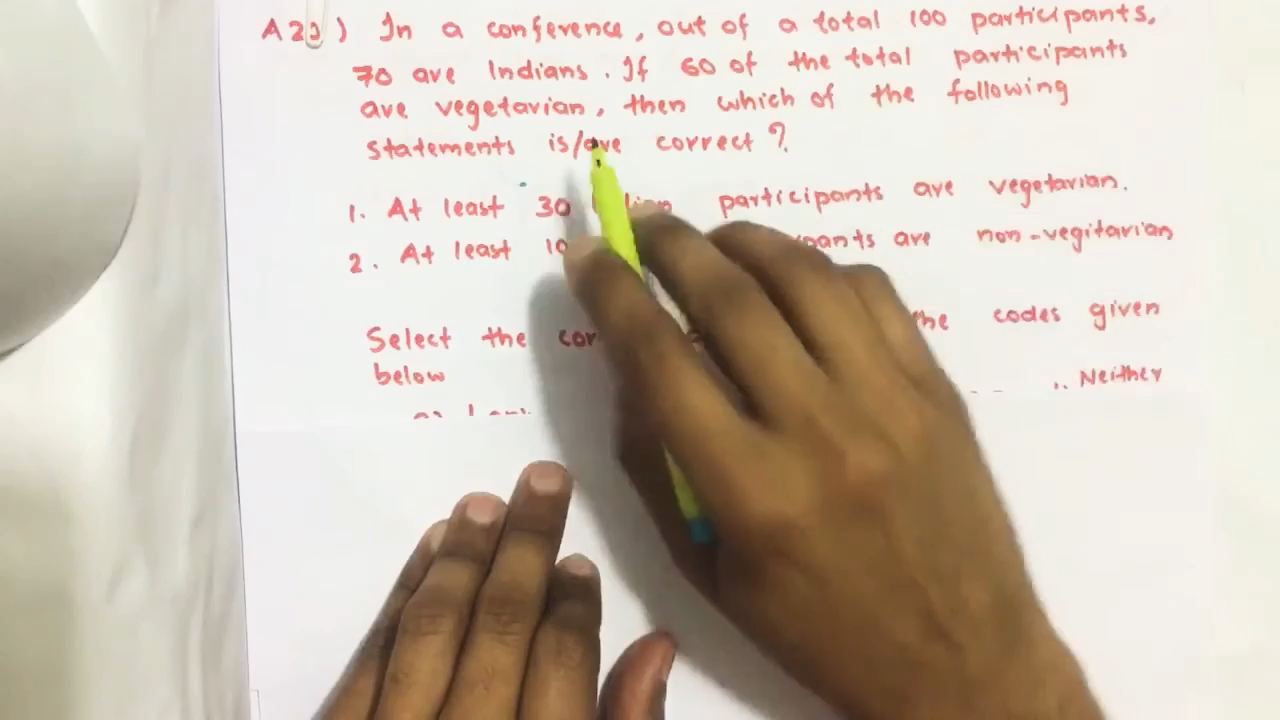 A22) In a conference, out of a total 100 participants,
70 are Indians. If 60 of the total participants
are vegetarian, then which of the following
statements is/are correct?
1. At least 30 participants are vegetarian.
2. At least 10 are non-vegitarian
Select the the codes given
below Neither